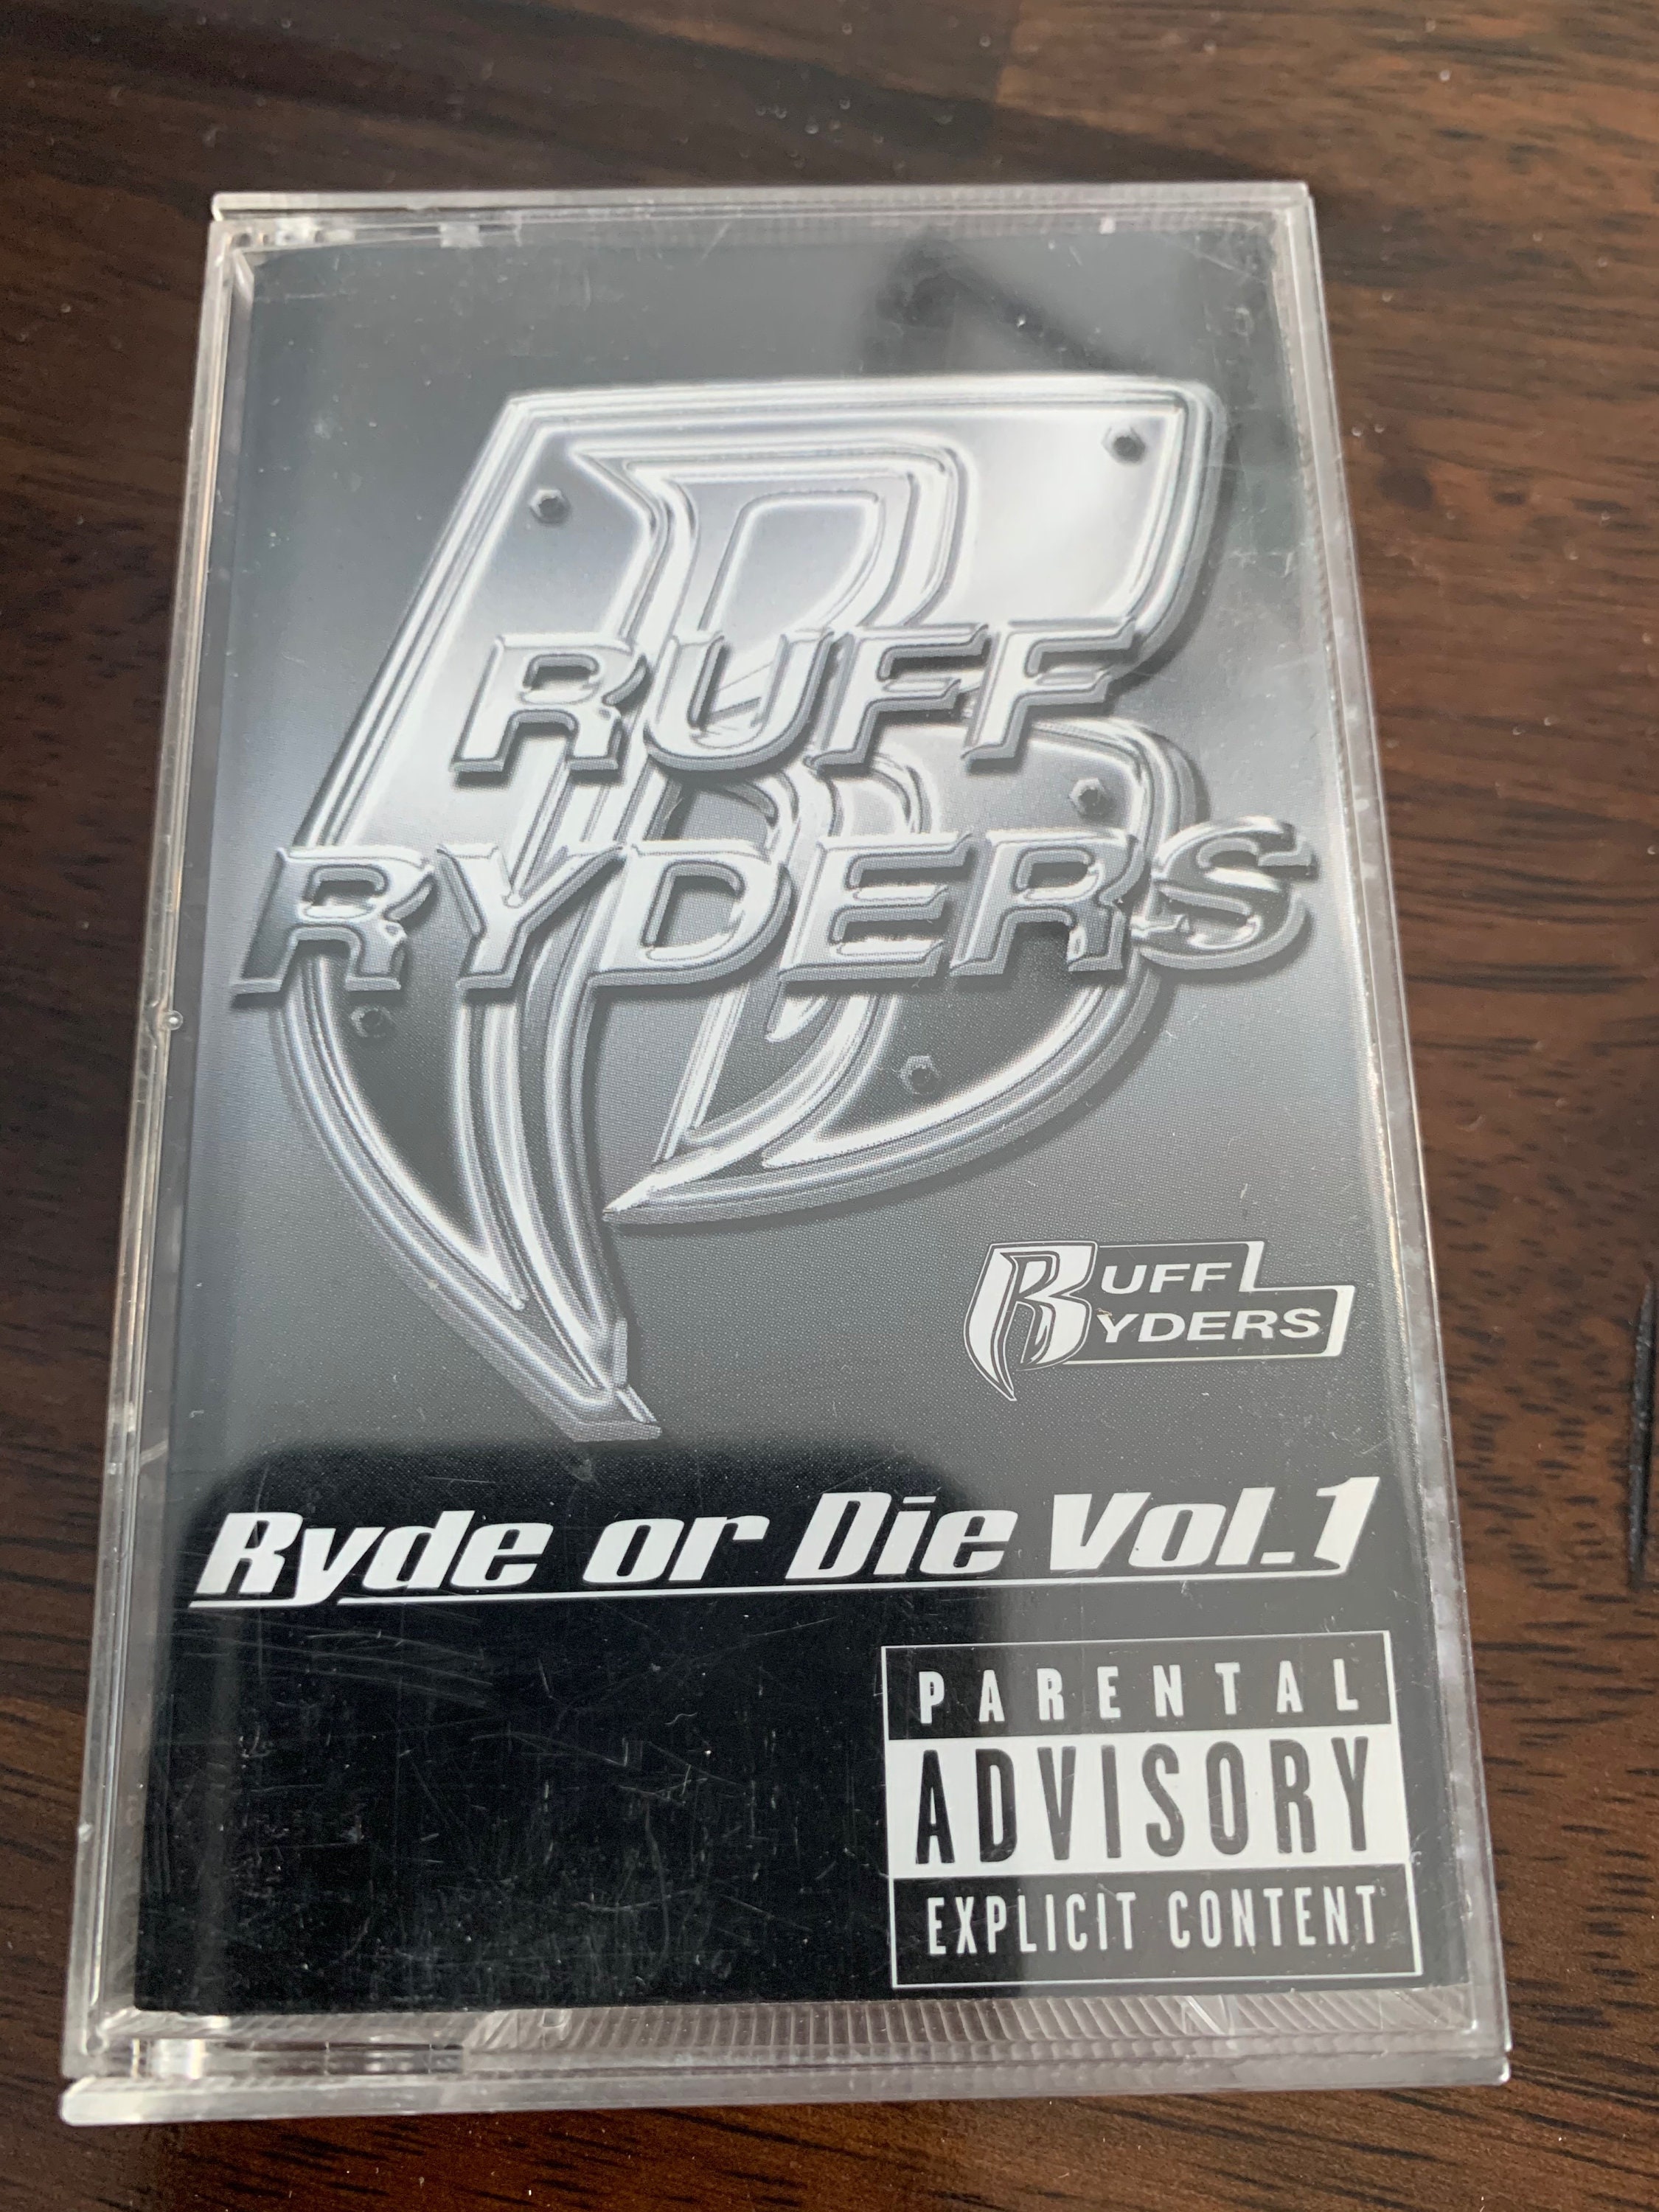 RUFF
RYDERS
RUFF
RYDERS
Ryde or Die Vol.1
PARENTAL
ADVISORY
EXPLICIT CONTENT